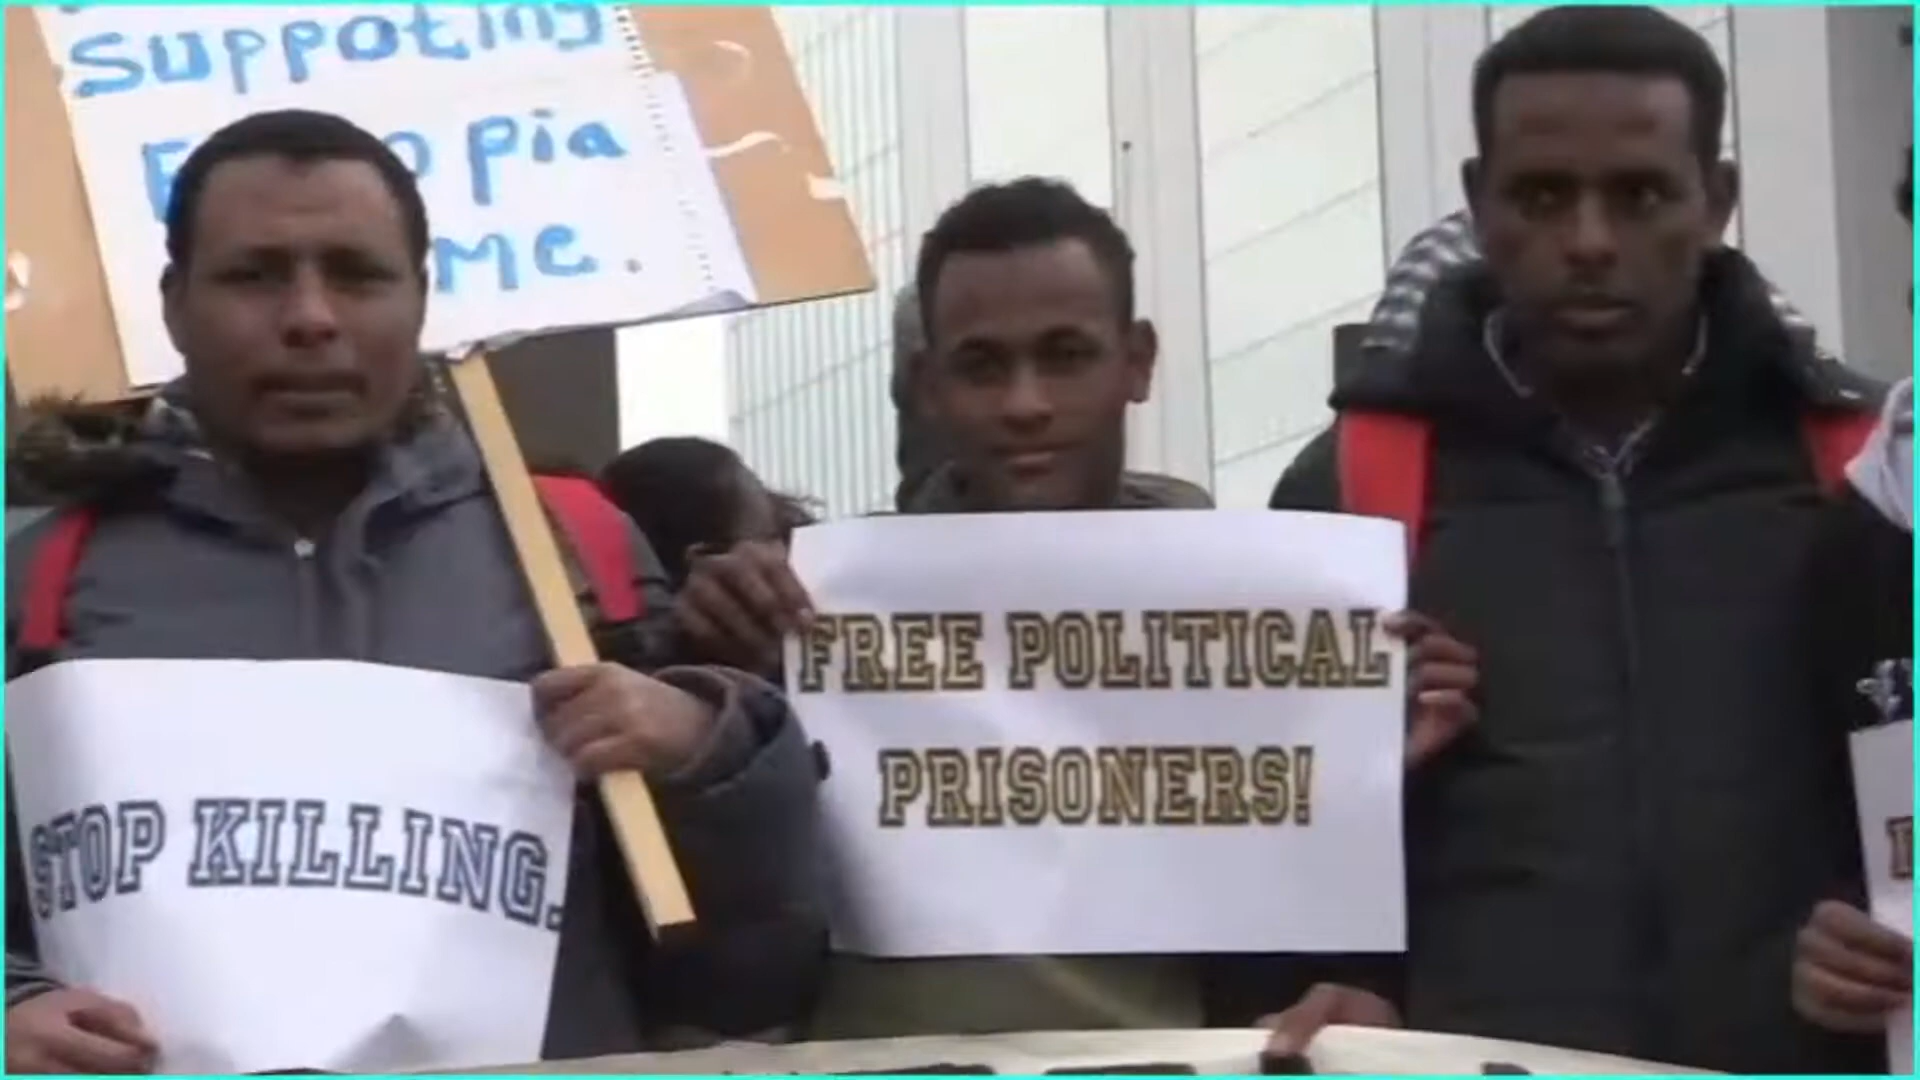 Suppoting
pia
Me.
STOP KILLING.
FREE POLITICAL
PRISONERS!